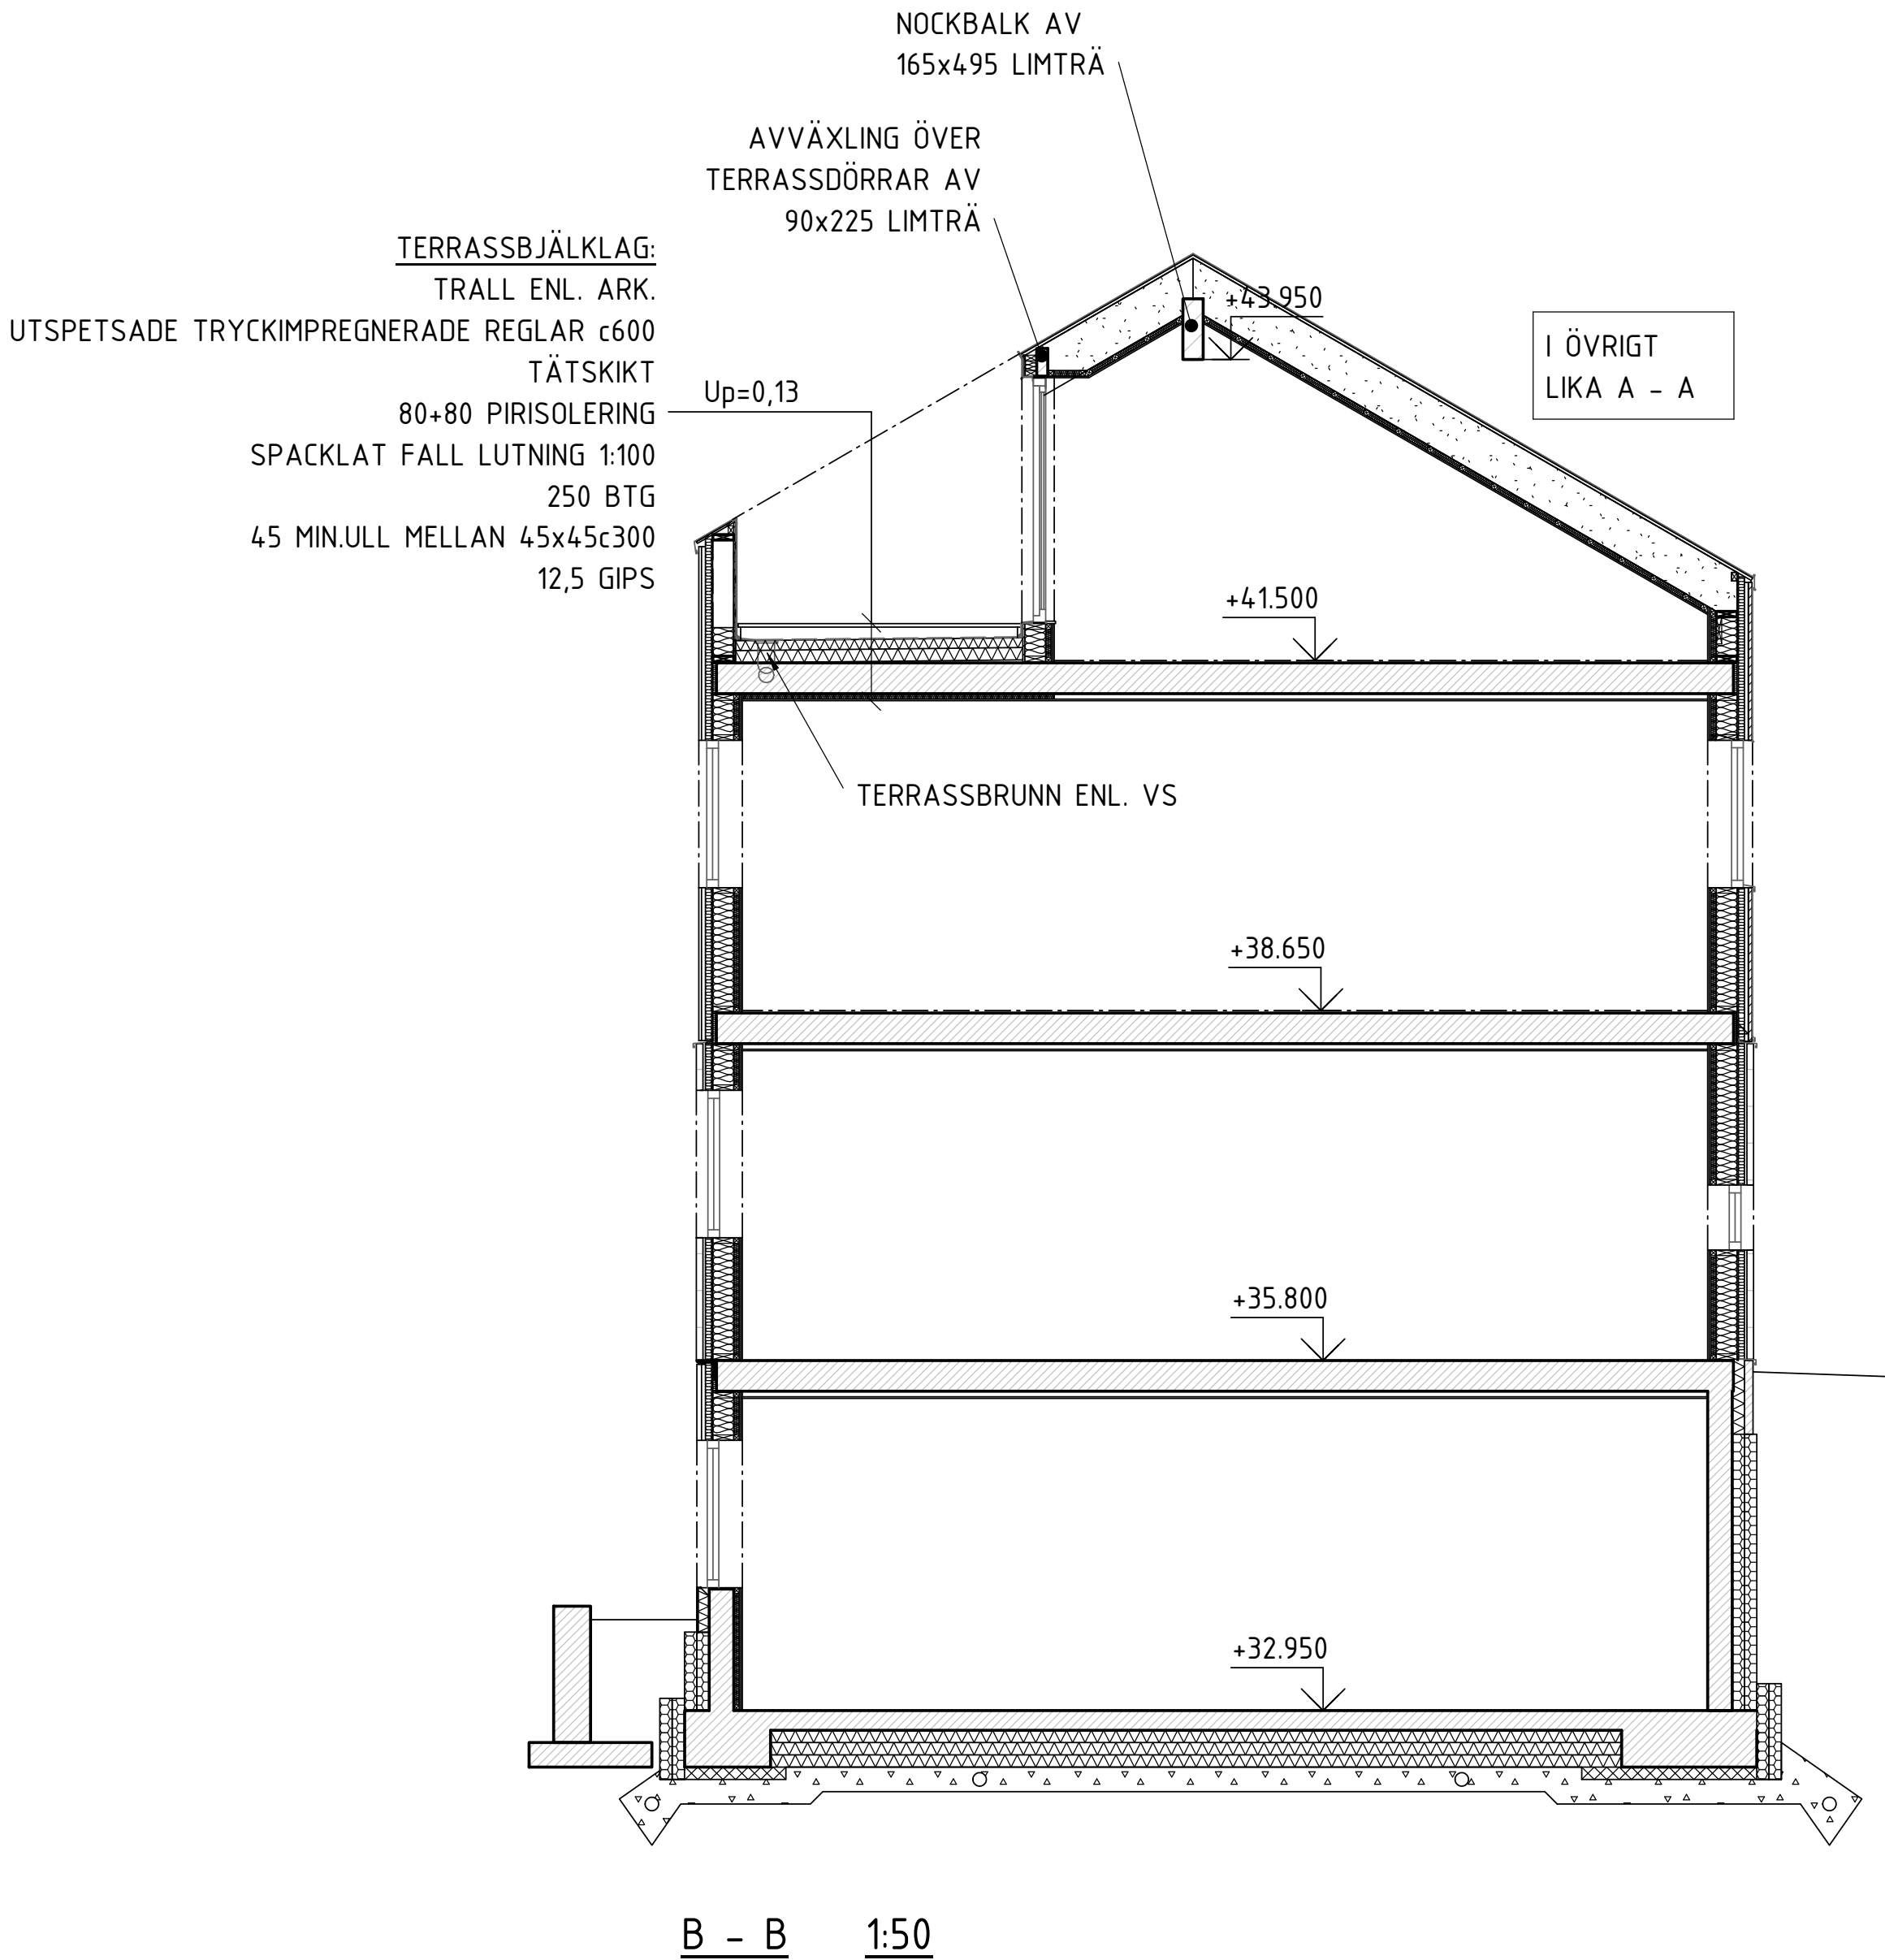 NOCKBALK AV
165x495 LIMTRÄ
AVVÄXLING ÖVER
TERRASSDÖRRAR AV
90x225 LIMTRÄ
TERRASSBJÄLKLAG:
TRALL ENL. ARK.
UTSPETSADE TRYCKIMPREGNERADE REGLAR c600
TÄTSKIKT
80+80 PIRISOLERING
SPACKLAT FALL LUTNING 1:100
250 BTG
45 MIN.ULL MELLAN 45x45c300
12,5 GIPS
Up=0,13
+43.950
I ÖVRIGT
LIKA A - A
+41.500
TERRASSBRUNN ENL. VS
+38.650
+35.800
+32.950
B - B 1:50